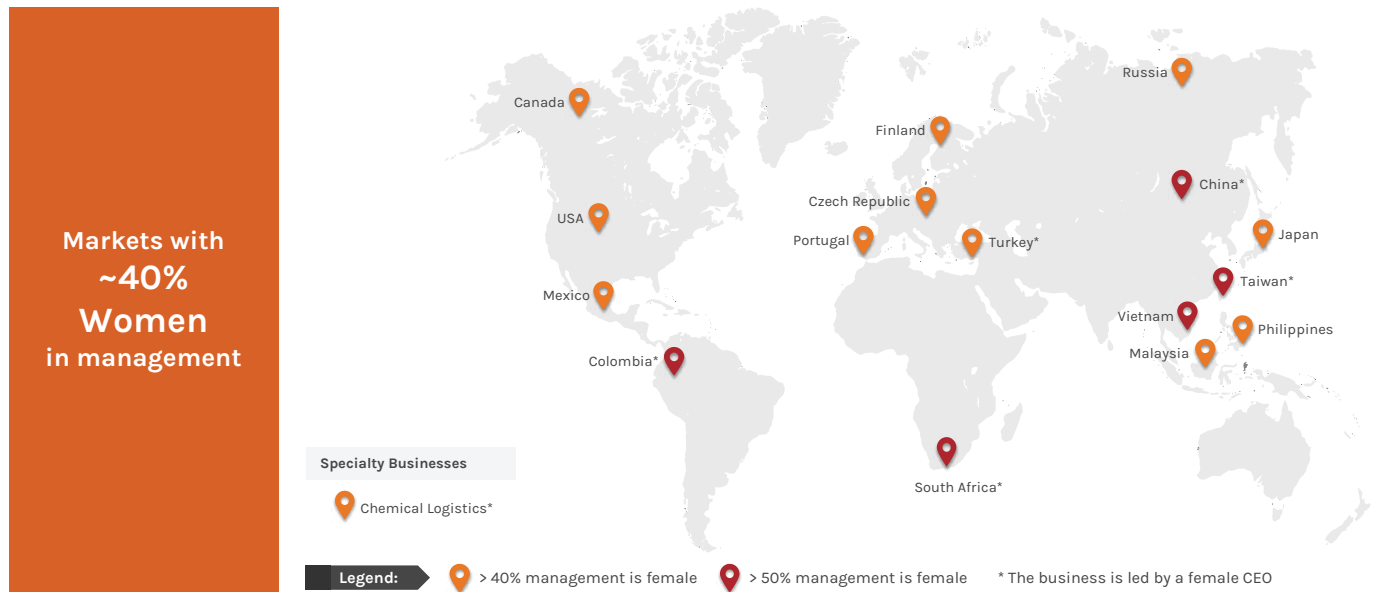 Markets with
~40%
Women
in management
Canada
USA
Mexico
Colombia*
Russia
Finland
Czech Republic
Portugal
Turkey*
China*
Japan
Taiwan*
Vietnam
Philippines
Malaysia
South Africa*
Specialty Businesses
Chemical Logistics*
Legend:
> 40% management is female
> 50% management is female
* The business is led by a female CEO